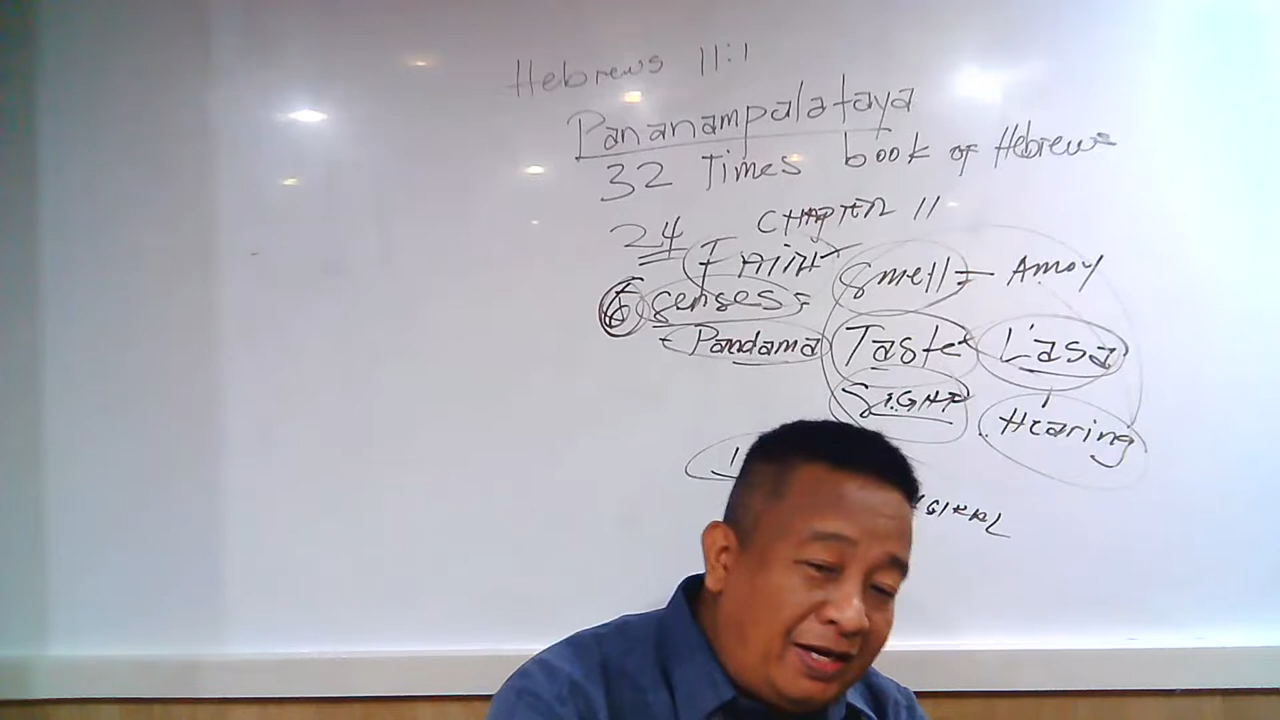 Hebrews 11:1
Pananampalataya
32 Times book of Hebrews
24 CHAPTER 11
FAITH Smell = Amoy
6 senses =
- Pandama Taste Lasa
SIGHT Hearing